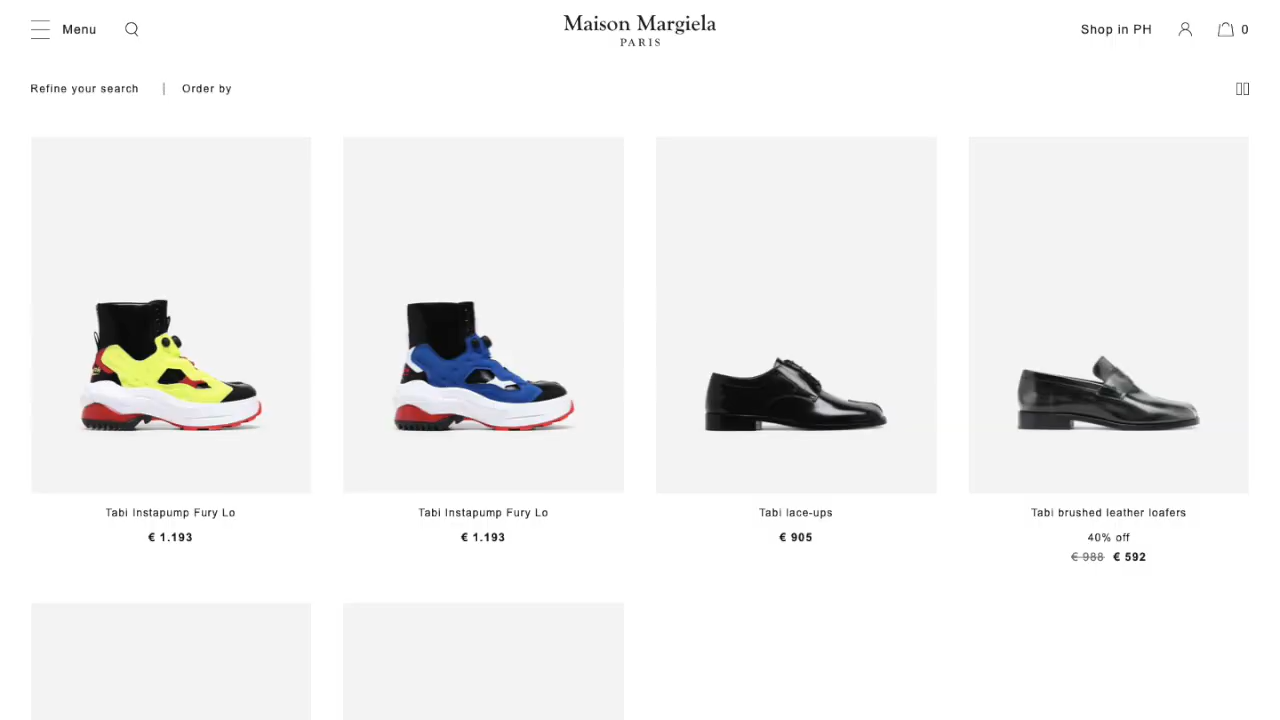 Menu
Maison Margiela
PARIS
Shop in PH
0
Refine your search | Order by
Tabi Instapump Fury Lo
€ 1.193
Tabi Instapump Fury Lo
€ 1.193
Tabi lace-ups
€ 905
Tabi brushed leather loafers
40% off
€ 988 € 592